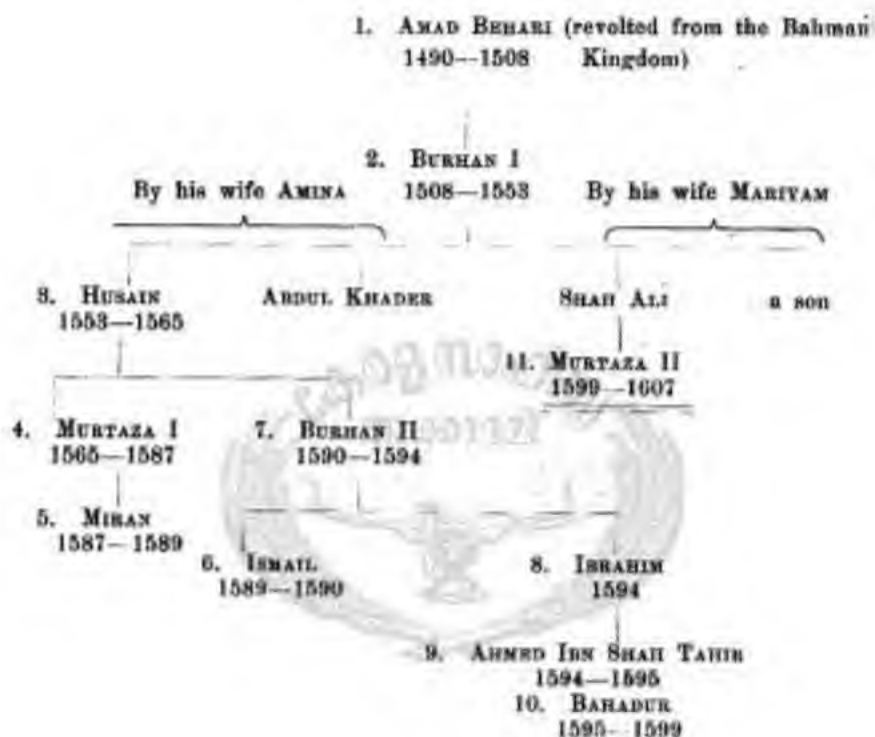 1. AMAD BEHARI (revolted from the Bahmani
1490—1508 Kingdom)
2. BURHAN I
By his wife AMINA 1508—1553 By his wife MARIYAM
3. HUSAIN ABDUL KHADER SHAH ALI a son
1553—1565
11. MURTAZA II
1599—1607
4. MURTAZA I 7. BURHAN II
1565—1587 1590—1594
5. MIRAN
1587—1589
6. ISMAIL 8. IBRAHIM
1589—1590 1594
9. AHMED IBN SHAH TAHIR
1594—1595
10. BAHADUR
1595—1599